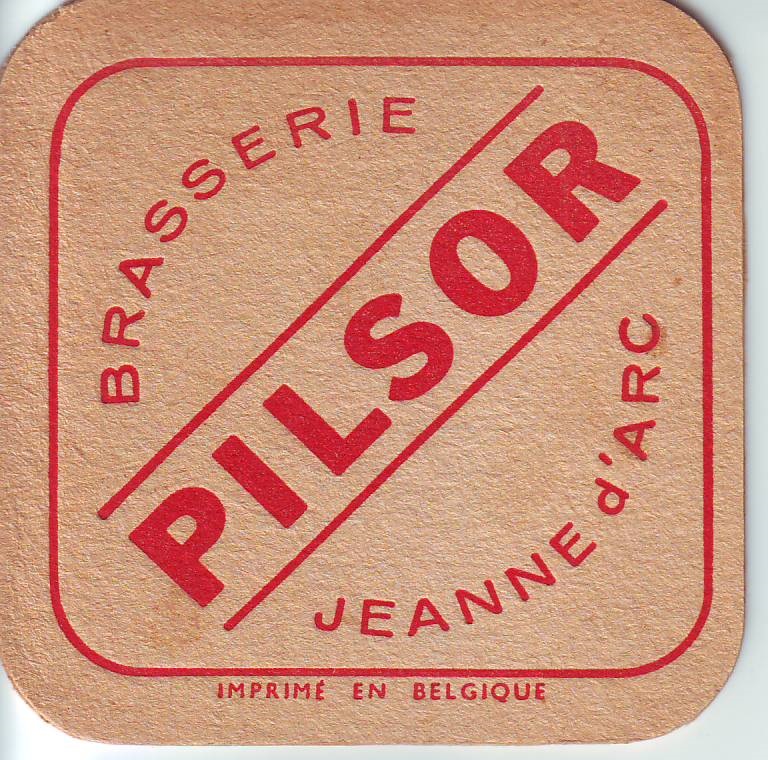 BRASSERIE
PILSOR
JEANNE d'ARC
IMPRIMÉ EN BELGIQUE